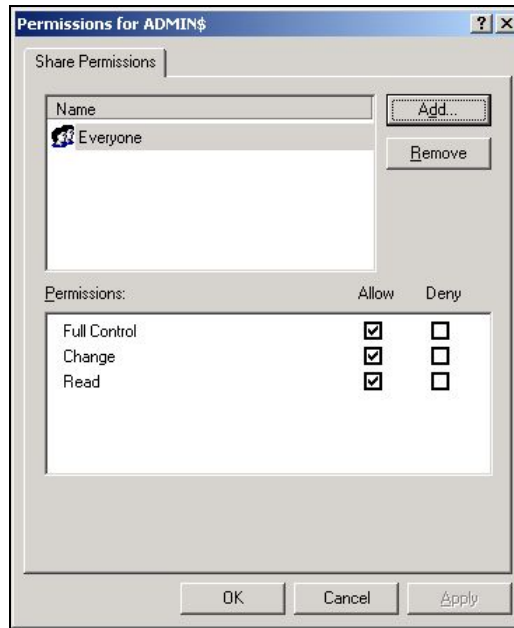 Permissions for ADMIN$
Share Permissions
Name
Add...
Everyone
Remove
Permissions: Allow Deny
Full Control
Change
Read
OK Cancel Apply